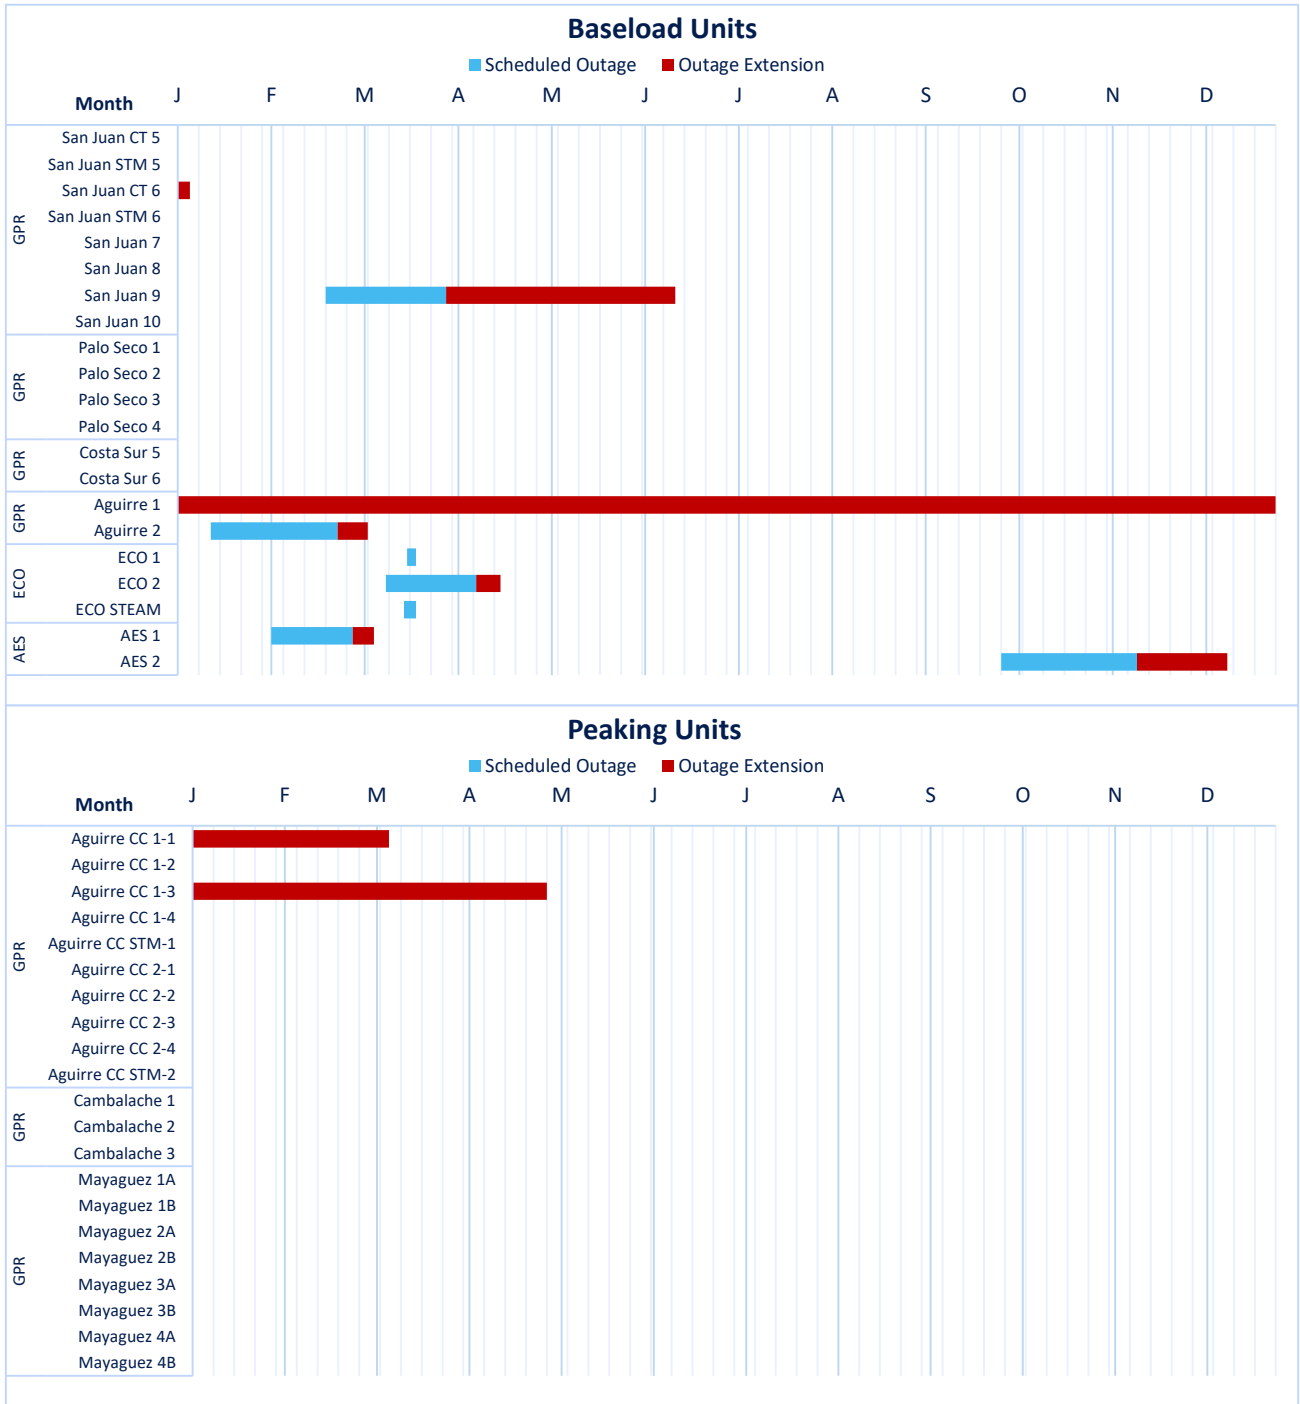 Baseload Units
Scheduled Outage Outage Extension
Month J F M A M J J A S O N D
GPR
San Juan CT 5
San Juan STM 5
San Juan CT 6
San Juan STM 6
San Juan 7
San Juan 8
San Juan 9
San Juan 10
GPR
Palo Seco 1
Palo Seco 2
Palo Seco 3
Palo Seco 4
GPR
Costa Sur 5
Costa Sur 6
GPR
Aguirre 1
Aguirre 2
ECO
ECO 1
ECO 2
ECO STEAM
AES
AES 1
AES 2
Peaking Units
Scheduled Outage Outage Extension
Month J F M A M J J A S O N D
GPR
Aguirre CC 1-1
Aguirre CC 1-2
Aguirre CC 1-3
Aguirre CC 1-4
Aguirre CC STM-1
Aguirre CC 2-1
Aguirre CC 2-2
Aguirre CC 2-3
Aguirre CC 2-4
Aguirre CC STM-2
GPR
Cambalache 1
Cambalache 2
Cambalache 3
GPR
Mayaguez 1A
Mayaguez 1B
Mayaguez 2A
Mayaguez 2B
Mayaguez 3A
Mayaguez 3B
Mayaguez 4A
Mayaguez 4B